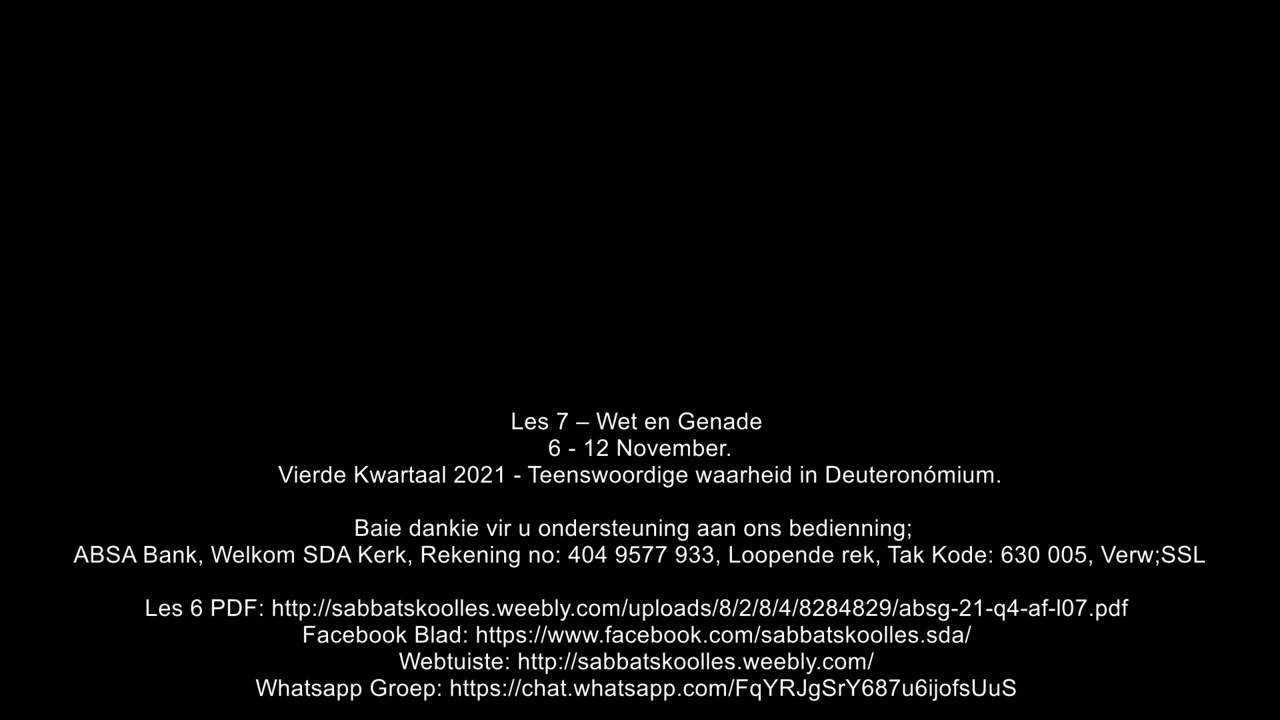 Les 7 – Wet en Genade
6 - 12 November.
Vierde Kwartaal 2021 - Teenswoordige waarheid in Deuteronómium.
Baie dankie vir u ondersteuning aan ons bedienning;
ABSA Bank, Welkom SDA Kerk, Rekening no: 404 9577 933, Loopende rek, Tak Kode: 630 005, Verw;SSL
Les 6 PDF: http://sabbatskoolles.weebly.com/uploads/8/2/8/4/8284829/absg-21-q4-af-l07.pdf
Facebook Blad: https://www.facebook.com/sabbatskoolles.sda/
Webtuiste: http://sabbatskoolles.weebly.com/
Whatsapp Groep: https://chat.whatsapp.com/FqYRJgSrY687u6ijofsUuS